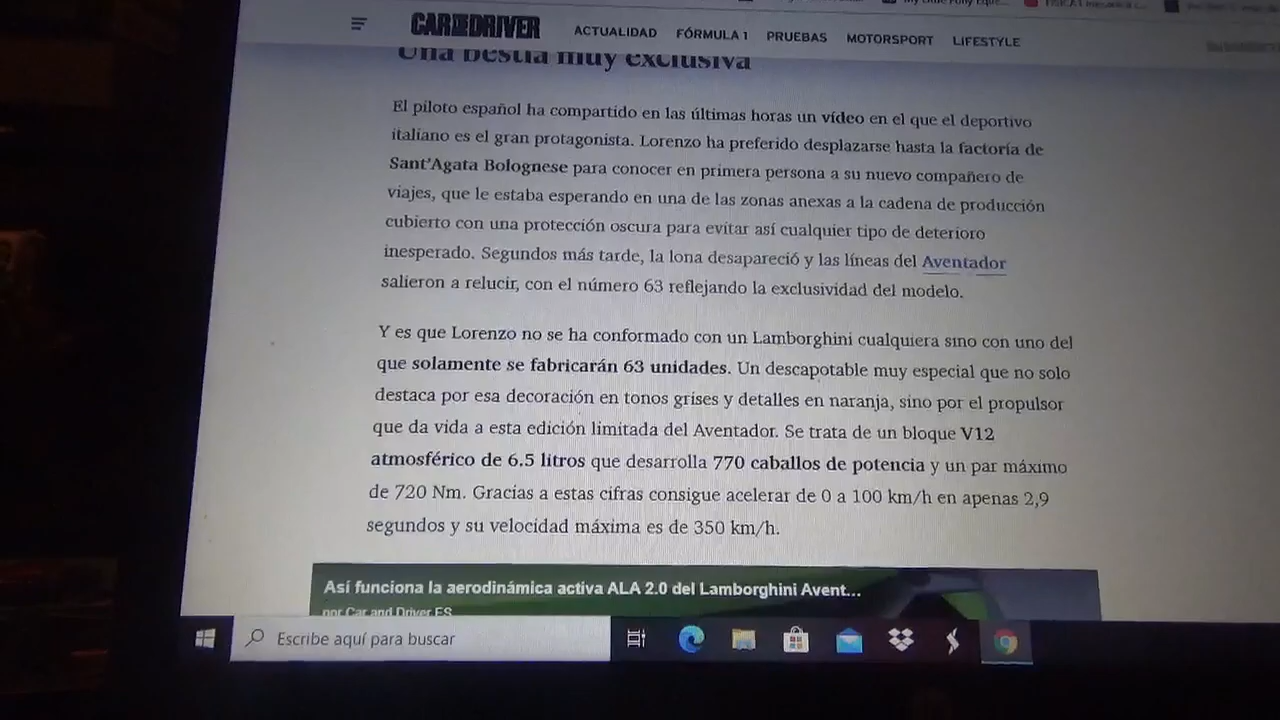 CAR AND DRIVER
ACTUALIDAD FÓRMULA 1 PRUEBAS MOTORSPORT LIFESTYLE
Una bestia muy exclusiva
El piloto español ha compartido en las últimas horas un vídeo en el que el deportivo
italiano es el gran protagonista. Lorenzo ha preferido desplazarse hasta la factoría de
Sant'Agata Bolognese para conocer en primera persona a su nuevo compañero de
viajes, que le estaba esperando en una de las zonas anexas a la cadena de producción
cubierto con una protección oscura para evitar así cualquier tipo de deterioro
inesperado. Segundos más tarde, la lona desapareció y las líneas del Aventador
salieron a relucir, con el número 63 reflejando la exclusividad del modelo.
Y es que Lorenzo no se ha conformado con un Lamborghini cualquiera sino con uno del
que solamente se fabricarán 63 unidades. Un descapotable muy especial que no solo
destaca por esa decoración en tonos grises y detalles en naranja, sino por el propulsor
que da vida a esta edición limitada del Aventador. Se trata de un bloque V12
atmosférico de 6.5 litros que desarrolla 770 caballos de potencia y un par máximo
de 720 Nm. Gracias a estas cifras consigue acelerar de 0 a 100 km/h en apenas 2,9
segundos y su velocidad máxima es de 350 km/h.
Así funciona la aerodinámica activa ALA 2.0 del Lamborghini Avent...
por Car and Driver ES
Escribe aquí para buscar